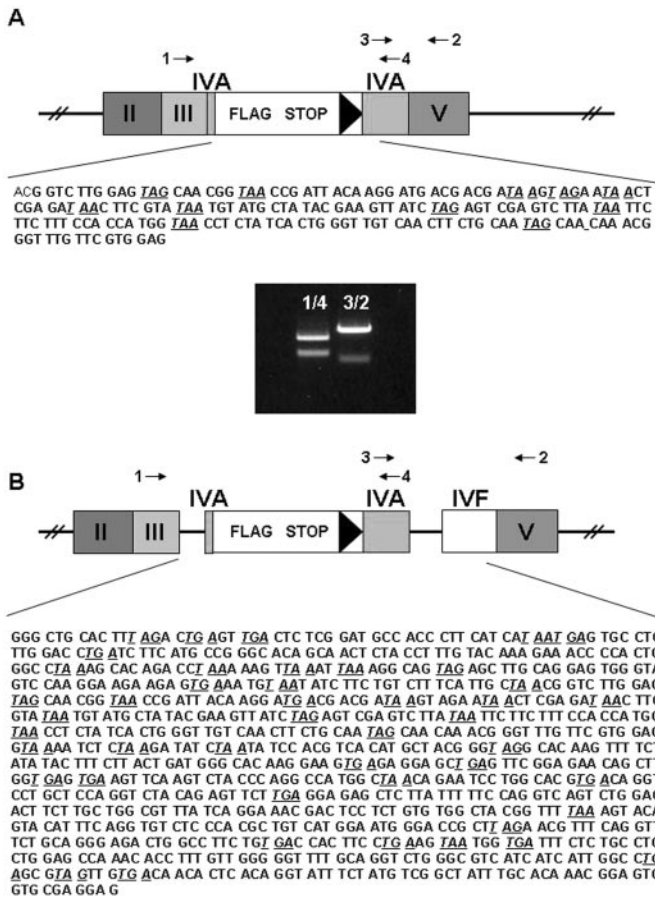 A
1 3 2 4
IVA IVA
II III FLAG STOP V
ACG GTC TTG GAG TAG CAA CGG TAA CCG ATT ACA AGG ATG ACG ACG ATA AGT AGA ATA ACT
CGA GAT AAC TTC GTA TAA TGT ATG CTA TAC GAA GTT ATC TAG AGT CGA GTC TTA TAA TTC
TTC TTT CCA CCA TGG TAA CCT CTA TCA CTG GGT TGT CAA CTT CTG CAA TAG CAA CAA ACG
GGT TTG TTC GTG GAG
1/4 3/2
B
1 3 2 4
IVA IVA IVF
II III FLAG STOP V
GGG CTG CAC TTT AGA CTG AGT TGA CTC TCG GAT GCC ACC CTT CAT CAT AAT GAG TGC CTG
TTG GAC CTG ATC TTC ATG CCG GGC ACA GCA ACT CTA CCT TTG TAC AAA GAA ACC CCA CTG
GGC CTA AAG CAC AGA CCT AAA AAG TTA AAT TAA AGG CAG TAG AGC TTG CAG GAG TGG GTA
GTC CAA GGA AGA AGA GTG AAA TGT AAT ATC TTC TGT CTT TCA TTG CTA ACG GTC TTG GAG
TAG CAA CGG TAA CCG ATT ACA AGG ATG ACG ACG ATA AGT AGA ATA ACT CGA GAT AAC TTC
GTA TAA TGT ATG CTA TAC GAA GTT ATC TAG AGT CGA GTC TTA TAA TTC TTC TTT CCA CCA TGG
TAA CCT CTA TCA CTG GGT TGT CAA CTT CTG CAA TAG CAA CAA ACG GGT TTG TTC GTG GAG
GTA AAA TCT CTA AGA TAT CTA ATA TCC ACG TCA CAT GCT ACG GGT AGG CAC AAG TTT TCT
ATA TAC TTT CTT ACT GAT GGG CAC AAG GAA GTG AGA GGA GCT GAG TTC GGA GAA CAG CTT
GGT GAG TGA AGT TCA AGT CTA CCC AGG CCA TGG CTA ACA GAA TCC TGG CAC GTG ACA GGT
CCT GCT CCA GGT CTA CAG AGT TCT TGA GGA GAG CTC TTA TTT TTC CAG GTC AGT CTG GAG
ACT TCT TGC TGG CGT TTA TCA GGA AAC GAC TCC TCT GTG TGG CTA CGG TTT TAA AGT ACA
GTA CAT TTC AGG TGT CTC CCA CGC TGT CAT GGA ATG GGA CCG CTT AGA ACG TTT CAG GTT
TCT GCA GGG AGA CTG GCC TTC TGT GAC CAC TTC CTG AAG TAA TGG TGA TTT CTC TGC CTC
CTG GAG CCA AAC ACC TTT GTT GGG GGT TTT GCA GGT CTG GGC GTC ATC ATC ATT GGC CTG
AGC GTA GTT GTG ACA ACA CTC ACA GGT ATT TCT ATG TCG GCT ATT TGC ACA AAC GGA GTC
GTG CGA GGA G